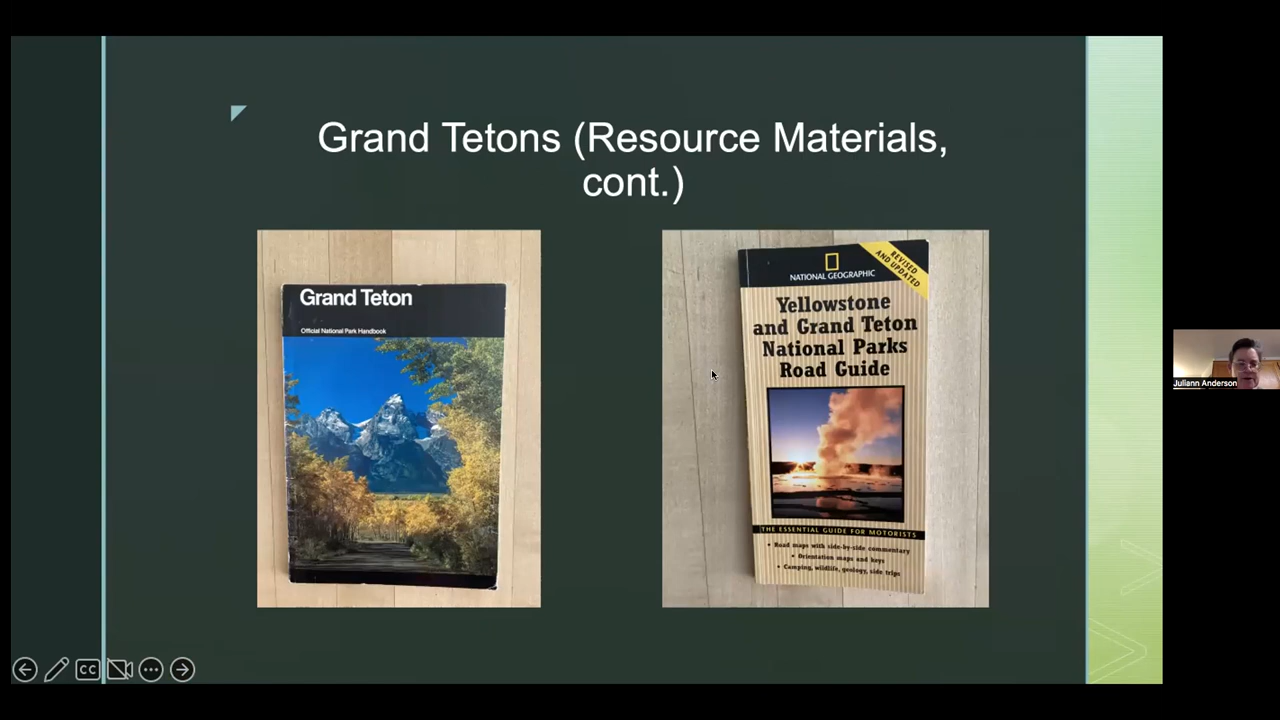 Grand Tetons (Resource Materials,
cont.)
Grand Teton
Official National Park Handbook
REVISED
AND UPDATED
NATIONAL GEOGRAPHIC
Yellowstone
and Grand Teton
National Parks
Road Guide
THE ESSENTIAL GUIDE FOR MOTORISTS
• Road maps with side-by-side commentary
• Orientation maps and keys
• Camping, wildlife, geology, side trips
Juliann Anderson
CC